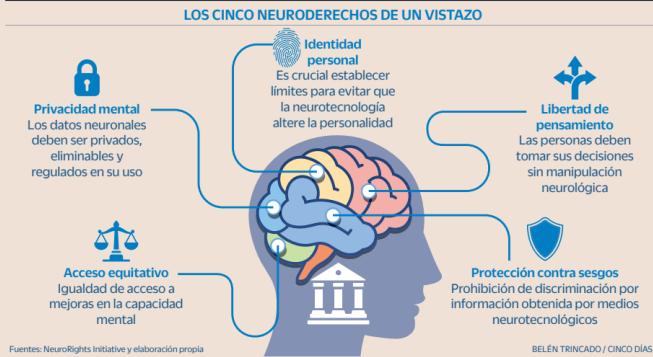 LOS CINCO NEURODERECHOS DE UN VISTAZO
Identidad
personal
Es crucial establecer
límites para evitar que
la neurotecnología
altere la personalidad
Privacidad mental
Los datos neuronales
deben ser privados,
eliminables y
regulados en su uso
Libertad de
pensamiento
Las personas deben
tomar sus decisiones
sin manipulación
neurológica
Acceso equitativo
Igualdad de acceso a
mejoras en la capacidad
mental
Protección contra sesgos
Prohibición de discriminación por
información obtenida por medios
neurotecnológicos
Fuentes: NeuroRights Initiative y elaboración propia
BELÉN TRINCADO / CINCO DÍAS